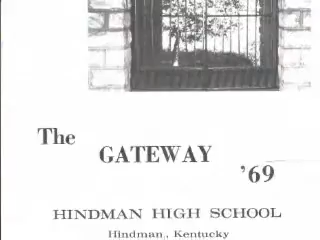 The
GATEWAY
'69
HINDMAN HIGH SCHOOL
Hindman,, Kentucky